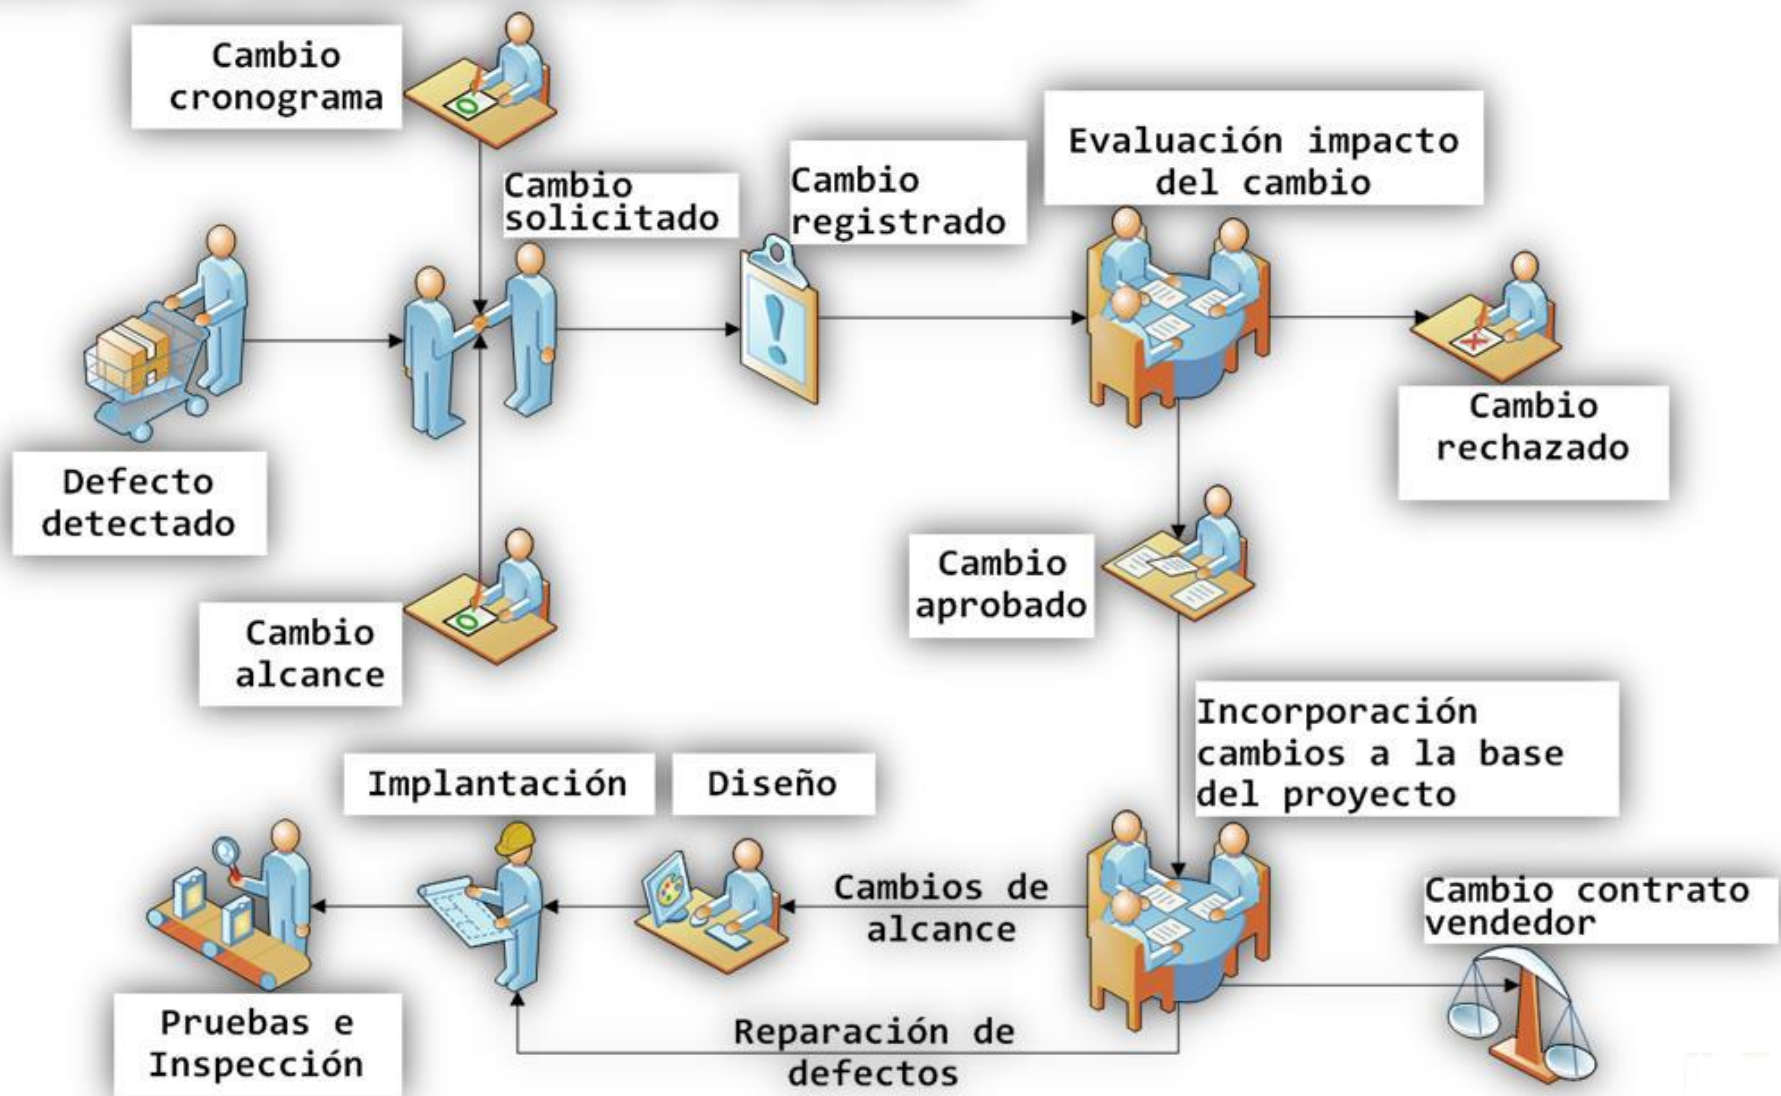 Cambio
cronograma
Cambio
solicitado
Cambio
registrado
Evaluación impacto
del cambio
Defecto
detectado
Cambio
rechazado
Cambio
aprobado
Cambio
alcance
Incorporación
cambios a la base
del proyecto
Implantación
Diseño
Cambios de
alcance
Cambio contrato
vendedor
Pruebas e
Inspección
Reparación de
defectos